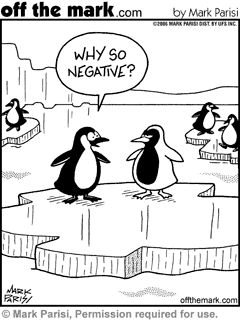 off the mark.com by Mark Parisi
©2006 MARK PARISI DIST. BY UFS INC.
WHY SO
NEGATIVE?
MARK
PARISI
offthemark.com
© Mark Parisi, Permission required for use.